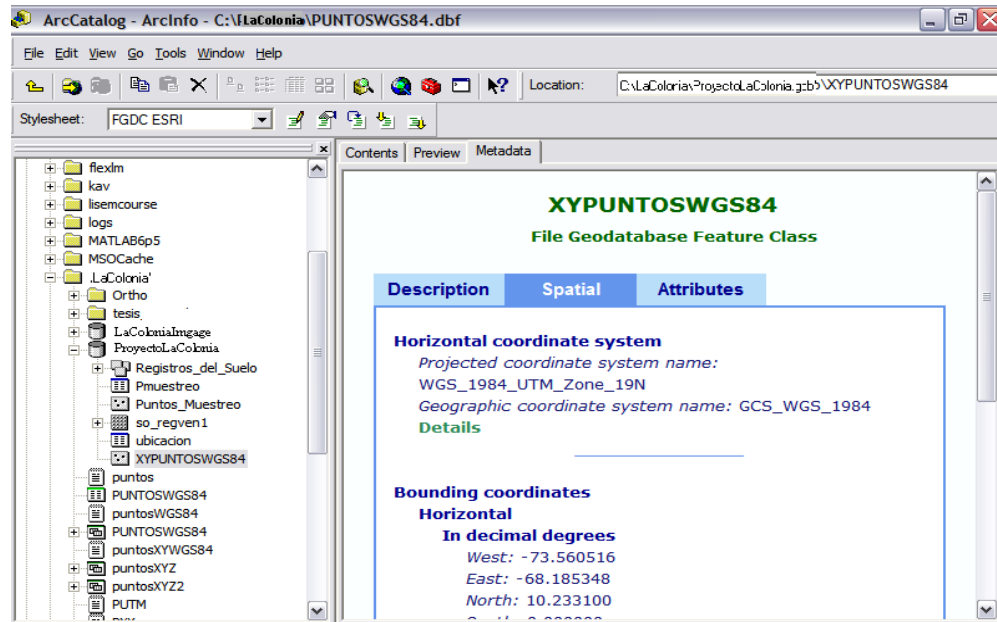 ArcCatalog - ArcInfo - C:\[LaColonia\PUNTOSWGS84.dbf
File Edit View Go Tools Window Help
Location:
C:\LaColonia\ProyectoLaColonia.gdb\XYPUNTOSWGS84
Stylesheet:
FGDC ESRI
Contents
Preview
Metadata
flexlm
kav
lisemcourse
logs
MATLAB6p5
MSOCache
.LaColonia'
Ortho
tesis
LaColoniaImgage
ProyectoLaColonia
Registros_del_Suelo
Pmuestreo
Puntos_Muestreo
so_regven1
ubicacion
XYPUNTOSWGS84
puntos
PUNTOSWGS84
puntosWGS84
PUNTOSWGS84
puntosXYWGS84
puntosXYZ
puntosXYZ2
PUTM
XYPUNTOSWGS84
File Geodatabase Feature Class
Description
Spatial
Attributes
Horizontal coordinate system
Projected coordinate system name:
WGS_1984_UTM_Zone_19N
Geographic coordinate system name: GCS_WGS_1984
Details
Bounding coordinates
Horizontal
In decimal degrees
West: -73.560516
East: -68.185348
North: 10.233100